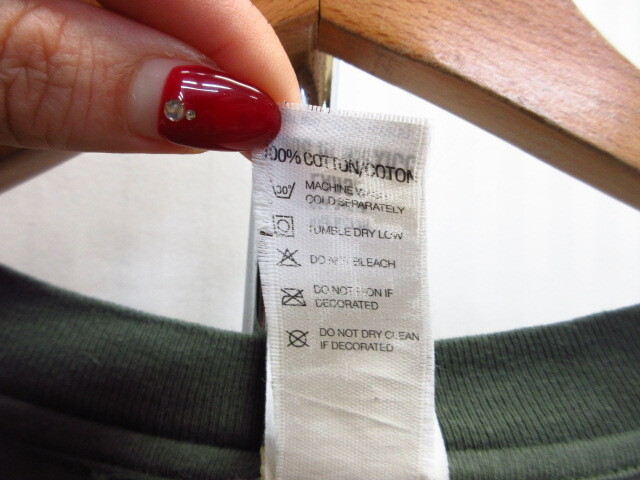 100% COTTON/COTON
30°
MACHINE WASH
COLD SEPARATELY
TUMBLE DRY LOW
DO NOT BLEACH
DO NOT IRON IF
DECORATED
DO NOT DRY CLEAN
IF DECORATED